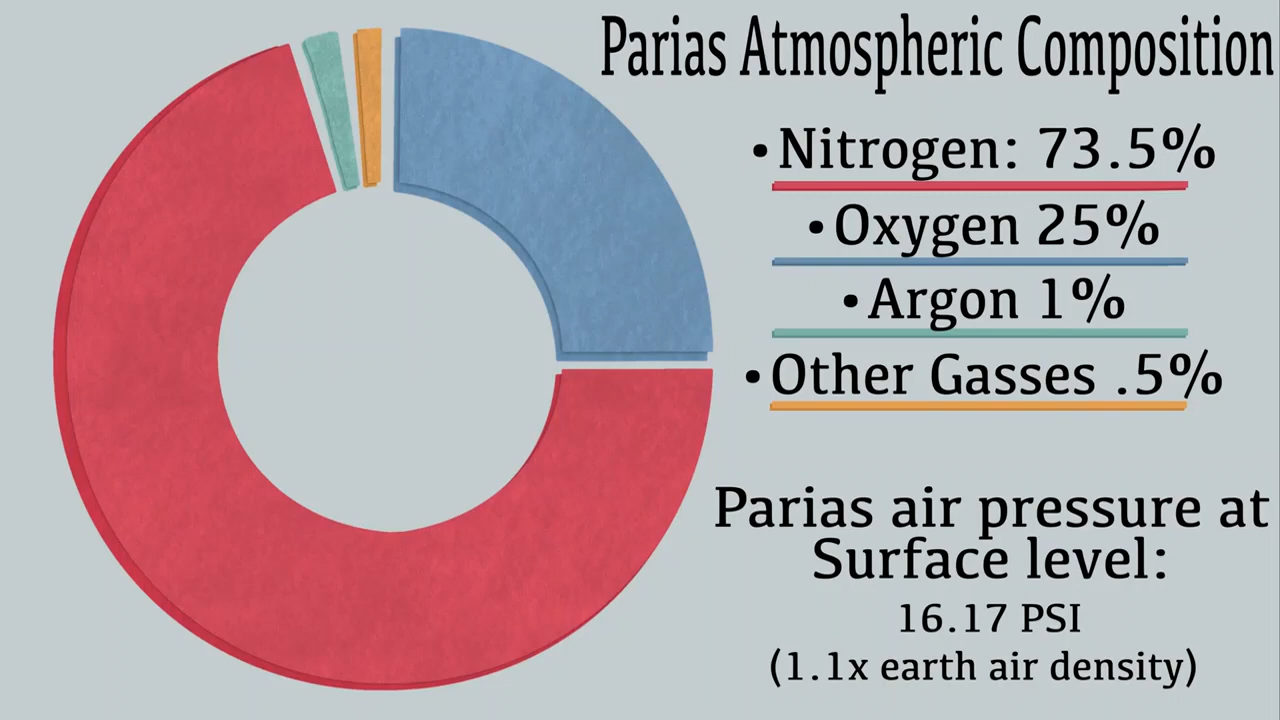 Parias Atmospheric Composition
•Nitrogen: 73.5%
•Oxygen 25%
•Argon 1%
•Other Gasses .5%
Parias air pressure at
Surface level:
16.17 PSI
(1.1x earth air density)